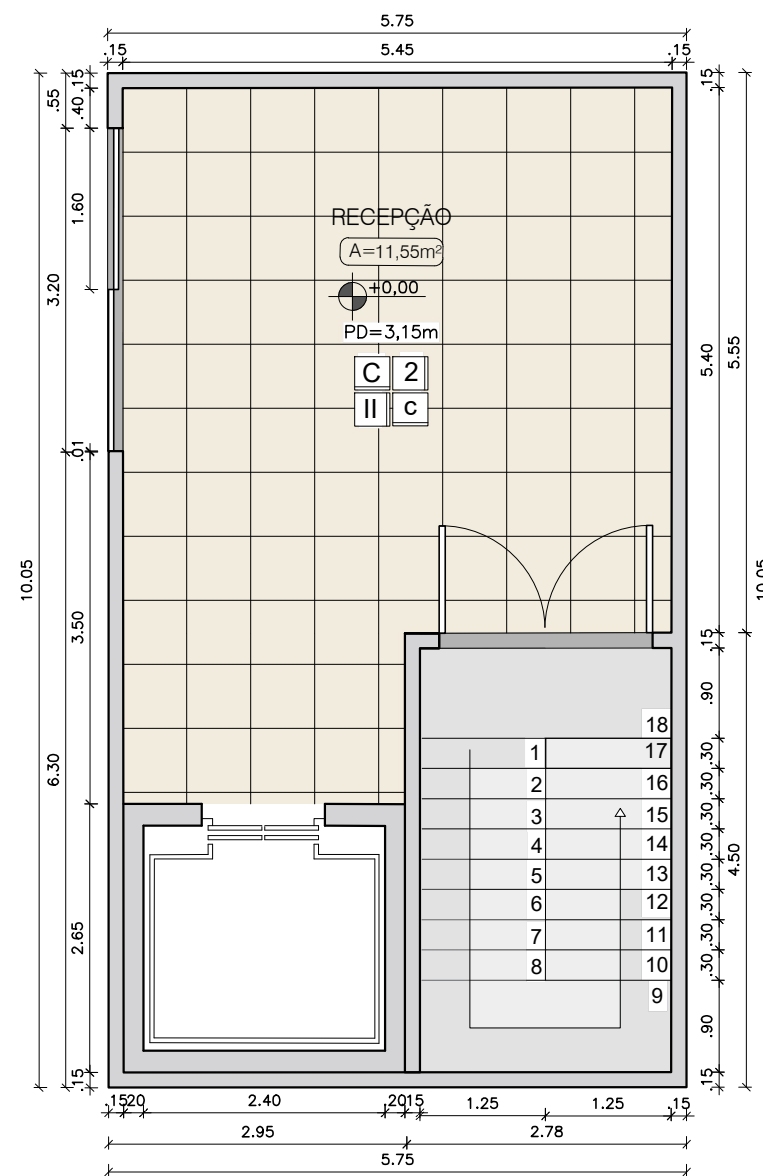 5.75
.15 5.45 .15
.55 .15 .40 .15
1.60
3.20
RECEPÇÃO
A=11,55m²
+0,00
PD=3,15m
C 2
II c
5.40 5.55
.01
10.05 10.05
3.50
.15
.90
6.30
18
1 17 .30
2 16 .30
3 15 .30
4 14 .30
4.50
5 13 .30
6 12 .30
2.65
7 11 .30
8 10 .30
9
.90
.15 .15
.15 20 2.40 .20 15 1.25 1.25 .15
2.95 2.78
5.75